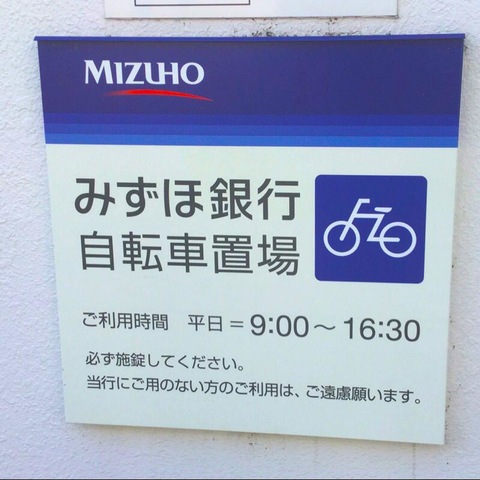 MIZUHO
みずほ銀行
自転車置場
ご利用時間 平日=9:00～16:30
必ず施錠してください。
当行にご用のない方のご利用は、ご遠慮願います。